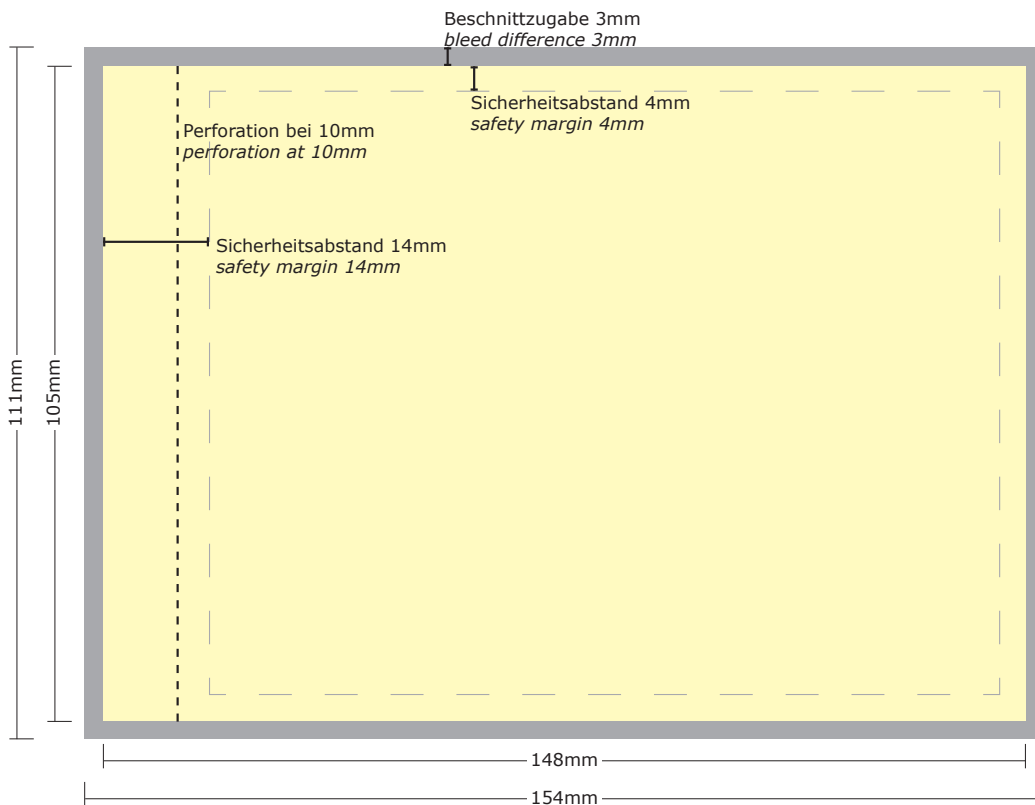 Beschnittzugabe 3mm
bleed difference 3mm
Sicherheitsabstand 4mm
safety margin 4mm
Perforation bei 10mm
perforation at 10mm
Sicherheitsabstand 14mm
safety margin 14mm
111mm
105mm
148mm
154mm